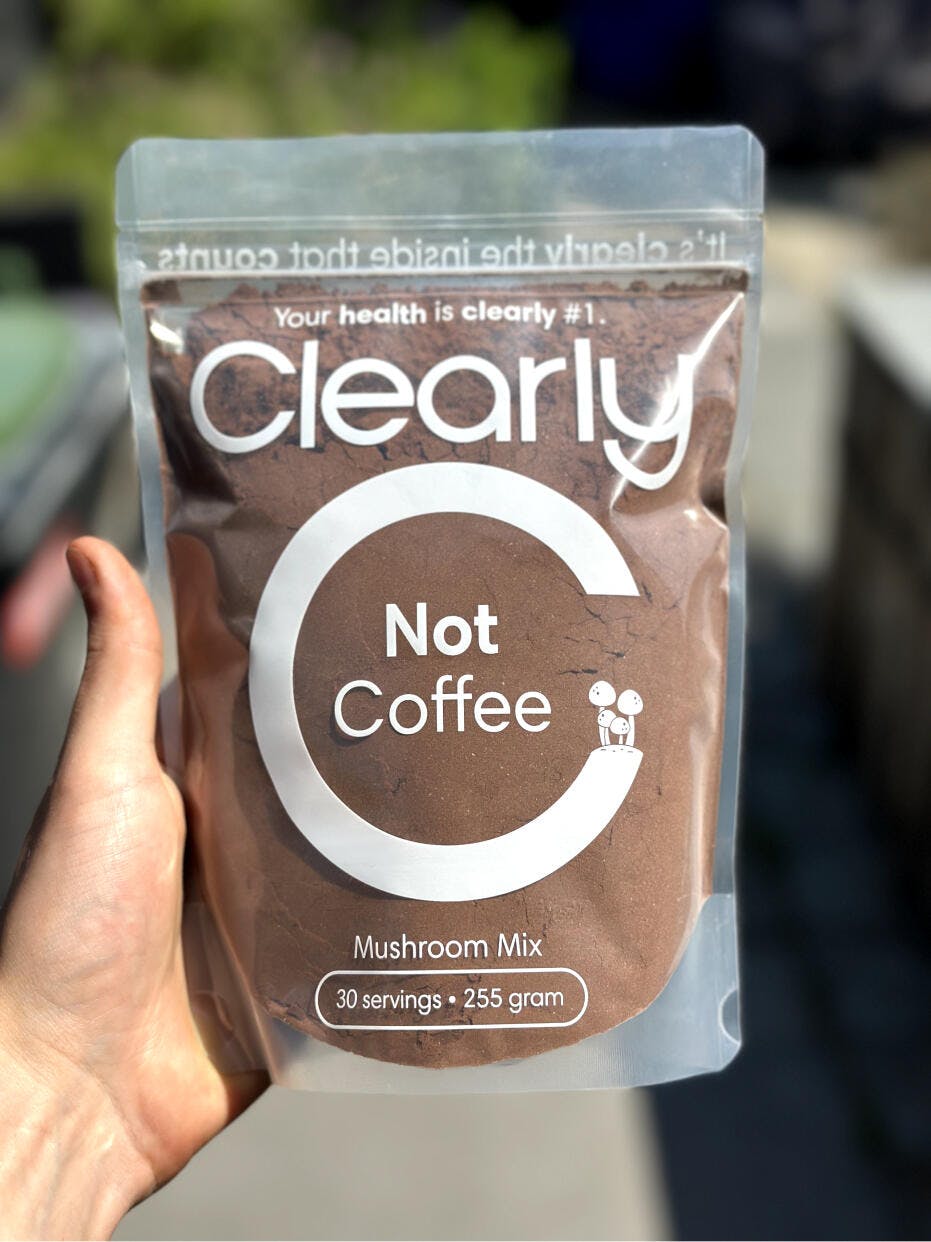 It's clearly the inside that counts
Your health is clearly #1.
Clearly
Not
Coffee
Mushroom Mix
30 servings • 255 gram